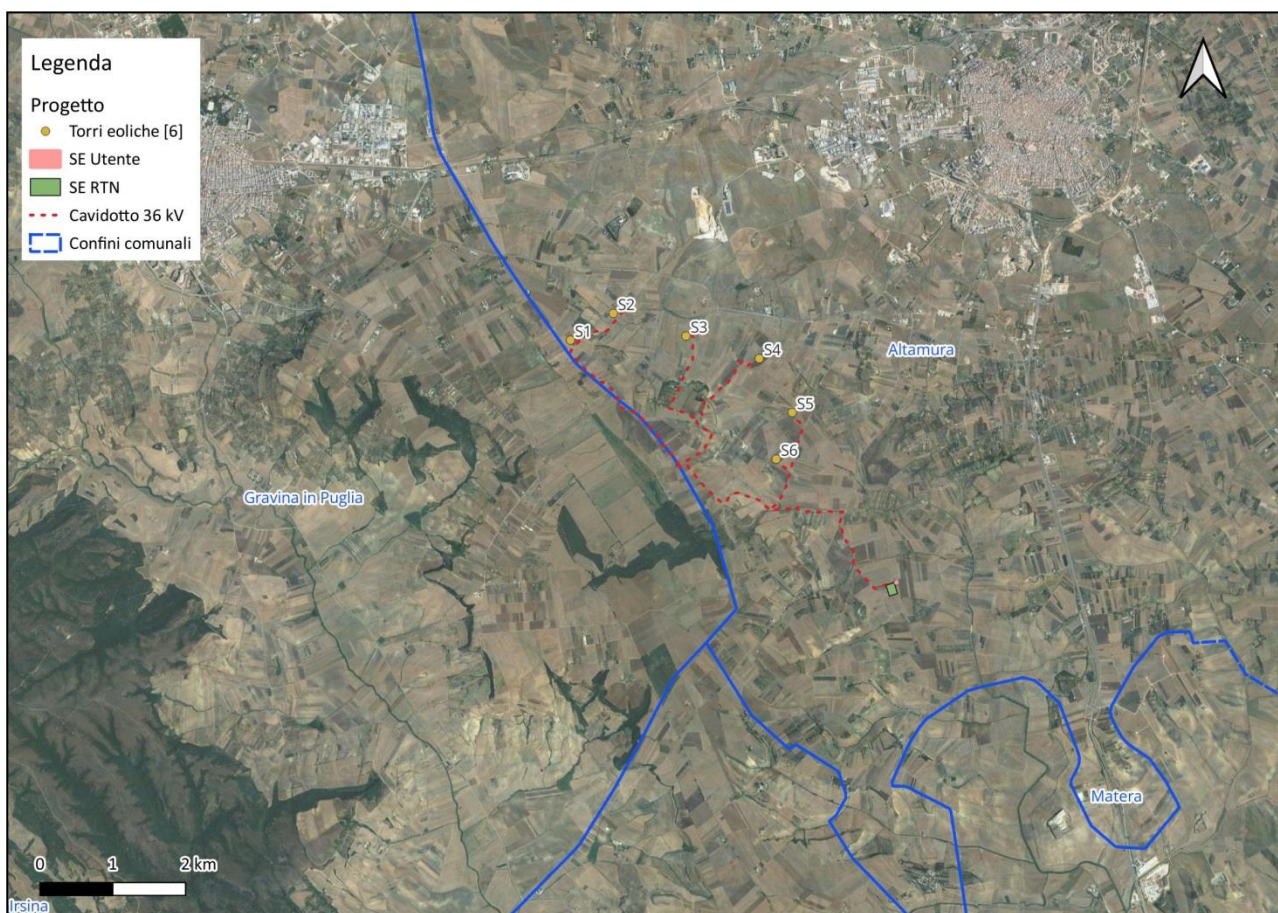 Legenda
Progetto
Torri eoliche [6]
SE Utente
SE RTN
Cavidotto 36 kV
Confini comunali
S1
S2
S3
S4
Altamura
S5
S6
Gravina in Puglia
Matera
0 1 2 km
Irsina